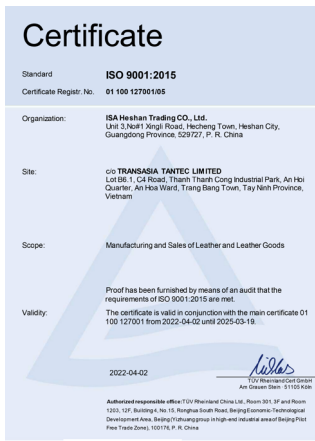 Certificate
Standard ISO 9001:2015
Certificate Registr. No. 01 100 127001/05
Organization: ISA Heshan Trading CO., Ltd.
Unit 3,No#1 Xingli Road, Hecheng Town, Heshan City,
Guangdong Province, 529727, P. R. China
Site: c/o TRANSASIA TANTEC LIMITED
Lot B6.1, C4 Road, Thanh Thanh Cong Industrial Park, An Hoi
Quarter, An Hoa Ward, Trang Bang Town, Tay Ninh Province,
Vietnam
Scope: Manufacturing and Sales of Leather and Leather Goods
Proof has been furnished by means of an audit that the
requirements of ISO 9001:2015 are met.
Validity: The certificate is valid in conjunction with the main certificate 01
100 127001 from 2022-04-02 until 2025-03-19.
2022-04-02
TÜV Rheinland Cert GmbH
Am Grauen Stein · 51105 Köln
Authorized responsible office:TÜV Rheinland China Ltd., Room 301, 3F and Room
1203, 12F, Building 4, No. 15, Ronghua South Road, Beijing Economic-Technological
Development Area, Beijing(Yizhuang group in high-end industrial area of Beijing Pilot
Free Trade Zone), 100176, P. R. China